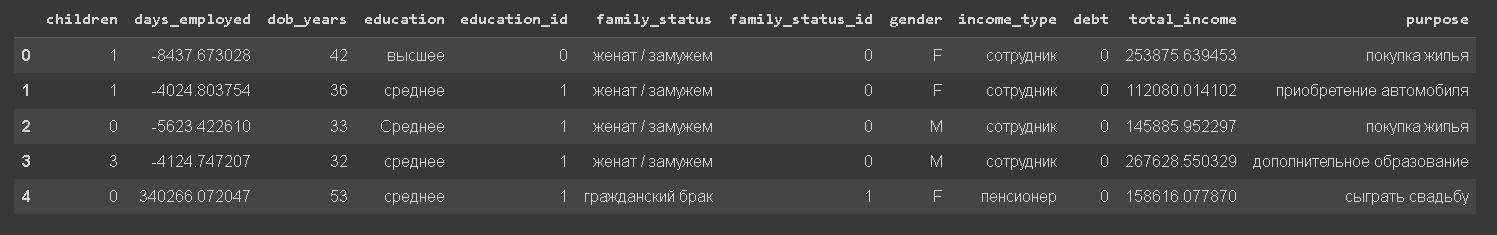 children days_employed dob_years education education_id family_status family_status_id gender income_type debt total_income purpose
0 1 -8437.673028 42 высшее 0 женат / замужем 0 F сотрудник 0 253875.639453 покупка жилья
1 1 -4024.803754 36 среднее 1 женат / замужем 0 F сотрудник 0 112080.014102 приобретение автомобиля
2 0 -5623.422610 33 Среднее 1 женат / замужем 0 M сотрудник 0 145885.952297 покупка жилья
3 3 -4124.747207 32 среднее 1 женат / замужем 0 M сотрудник 0 267628.550329 дополнительное образование
4 0 340266.072047 53 среднее 1 гражданский брак 1 F пенсионер 0 158616.077870 сыграть свадьбу